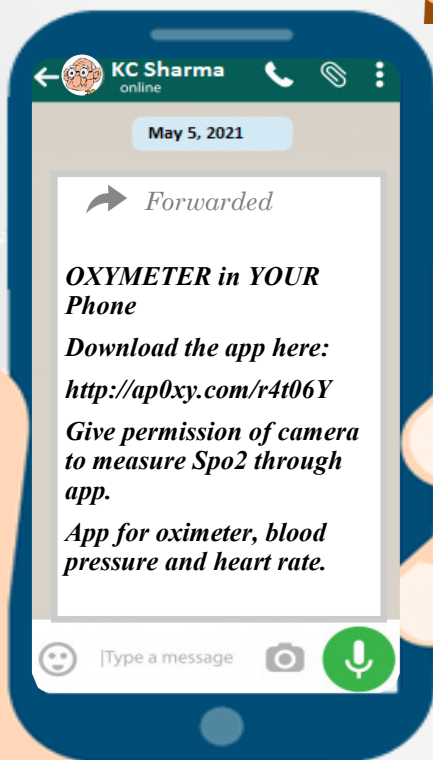 KC Sharma
online
May 5, 2021
Forwarded
OXYMETER in YOUR
Phone
Download the app here:
http://ap0xy.com/r4t06Y
Give permission of camera
to measure Spo2 through
app.
App for oximeter, blood
pressure and heart rate.
Type a message